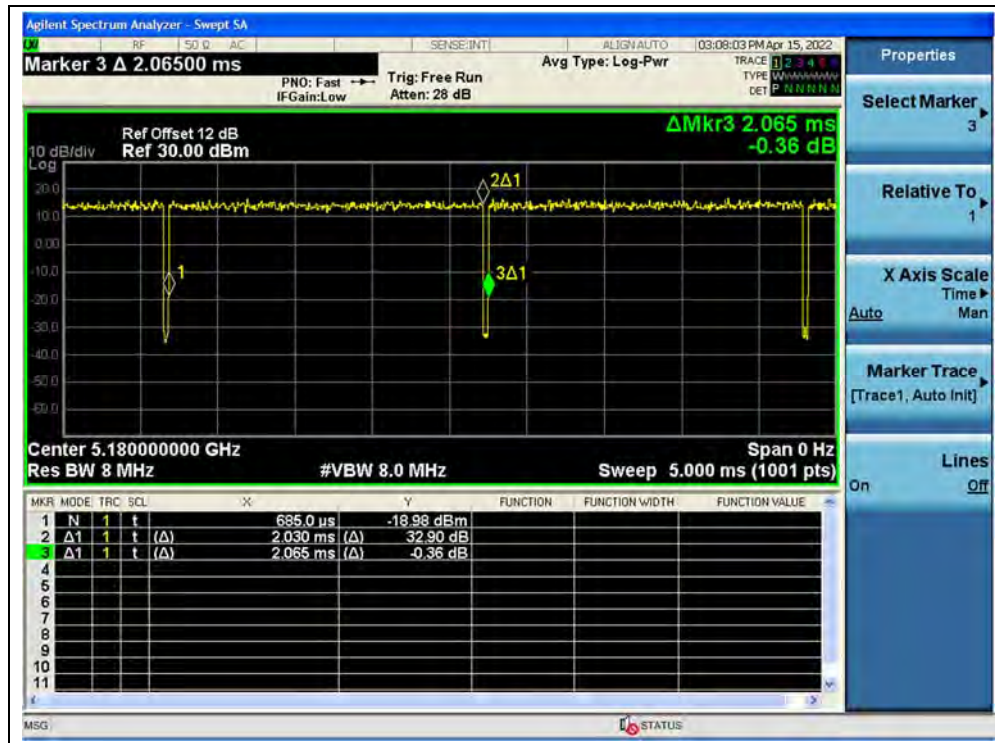 Agilent Spectrum Analyzer - Swept SA
RF 50 Ω AC SENSE:INT ALIGN AUTO 03:08:03 PM Apr 15, 2022
Marker 3 Δ 2.06500 ms
PNO: Fast
IFGain:Low
Trig: Free Run
Atten: 28 dB
Avg Type: Log-Pwr
TRACE 1 2 3 4 5 6
TYPE W
DET P N N N N N
ΔMkr3 2.065 ms
-0.36 dB
Ref Offset 12 dB
10 dB/div Ref 30.00 dBm
Log
20.0
10.0
0.00
-10.0
-20.0
-30.0
-40.0
-50.0
-60.0
2Δ1
1
3Δ1
Center 5.180000000 GHz Span 0 Hz
Res BW 8 MHz #VBW 8.0 MHz Sweep 5.000 ms (1001 pts)
MKR MODE TRC SCL X Y FUNCTION FUNCTION WIDTH FUNCTION VALUE
1 N 1 t 685.0 µs -18.98 dBm
2 Δ1 1 t (Δ) 2.030 ms (Δ) 32.90 dB
3 Δ1 1 t (Δ) 2.065 ms (Δ) -0.36 dB
4
5
6
7
8
9
10
11
MSG STATUS
Properties
Select Marker
3
Relative To
1
X Axis Scale
Time
Auto Man
Marker Trace
[Trace1, Auto Init]
Lines
On Off